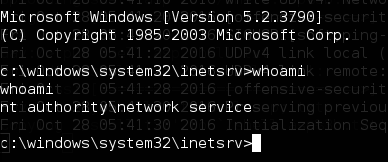 Microsoft Windows [Version 5.2.3790]
(C) Copyright 1985-2003 Microsoft Corp.
c:\windows\system32\inetsrv>whoami
whoami
nt authority\network service
c:\windows\system32\inetsrv>